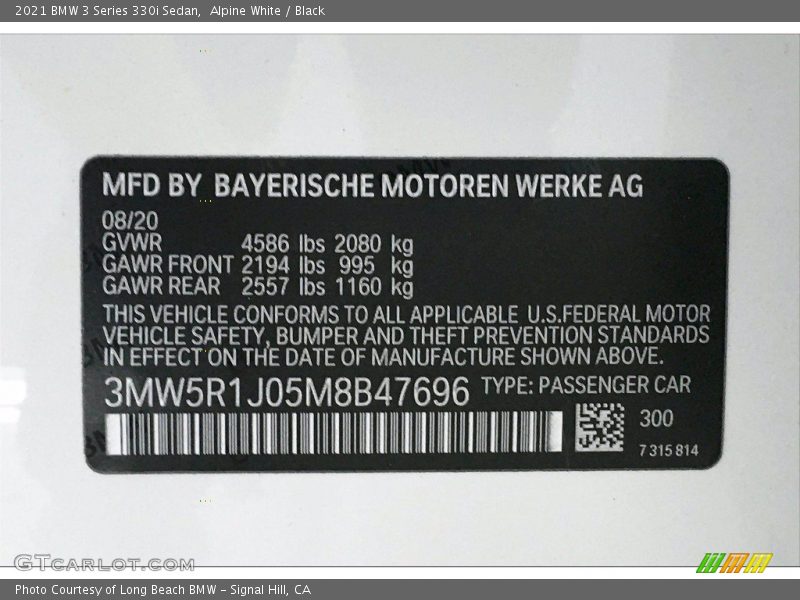 2021 BMW 3 Series 330i Sedan, Alpine White / Black
MFD BY BAYERISCHE MOTOREN WERKE AG
08/20
GVWR 4586 lbs 2080 kg
GAWR FRONT 2194 lbs 995 kg
GAWR REAR 2557 lbs 1160 kg
THIS VEHICLE CONFORMS TO ALL APPLICABLE U.S.FEDERAL MOTOR
VEHICLE SAFETY, BUMPER AND THEFT PREVENTION STANDARDS
IN EFFECT ON THE DATE OF MANUFACTURE SHOWN ABOVE.
3MW5R1J05M8B47696 TYPE: PASSENGER CAR
300
7 315 814
GTCARLOT.COM
Photo Courtesy of Long Beach BMW - Signal Hill, CA